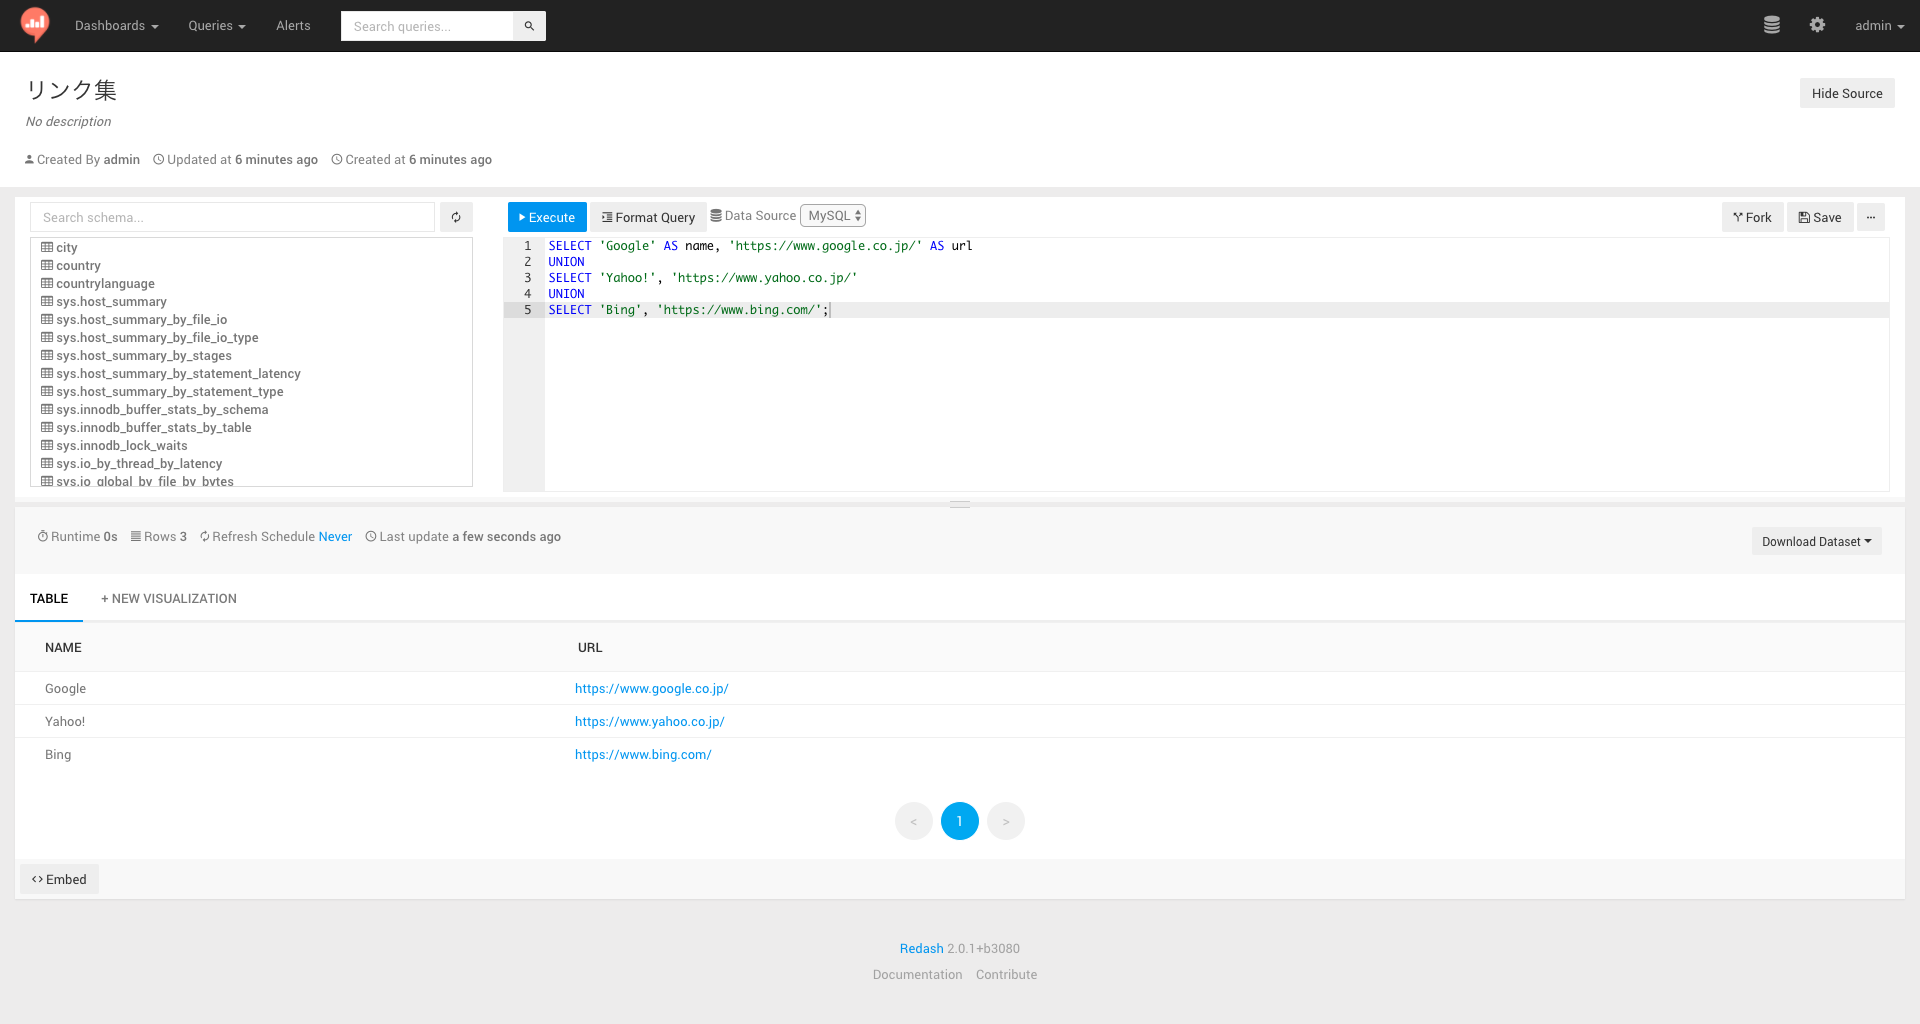 Dashboards Queries Alerts Search queries... admin
リンク集
Hide Source
No description
Created By admin Updated at 6 minutes ago Created at 6 minutes ago
Search schema...
city
country
countrylanguage
sys.host_summary
sys.host_summary_by_file_io
sys.host_summary_by_file_io_type
sys.host_summary_by_stages
sys.host_summary_by_statement_latency
sys.host_summary_by_statement_type
sys.innodb_buffer_stats_by_schema
sys.innodb_buffer_stats_by_table
sys.innodb_lock_waits
sys.io_by_thread_by_latency
sys.io_global_by_file_by_bytes
Execute Format Query Data Source MySQL Fork Save ...
1 SELECT 'Google' AS name, 'https://www.google.co.jp/' AS url
2 UNION
3 SELECT 'Yahoo!', 'https://www.yahoo.co.jp/'
4 UNION
5 SELECT 'Bing', 'https://www.bing.com/';
Runtime 0s Rows 3 Refresh Schedule Never Last update a few seconds ago
Download Dataset
TABLE + NEW VISUALIZATION
NAME URL
Google https://www.google.co.jp/
Yahoo! https://www.yahoo.co.jp/
Bing https://www.bing.com/
< 1 >
<> Embed
Redash 2.0.1+b3080
Documentation Contribute